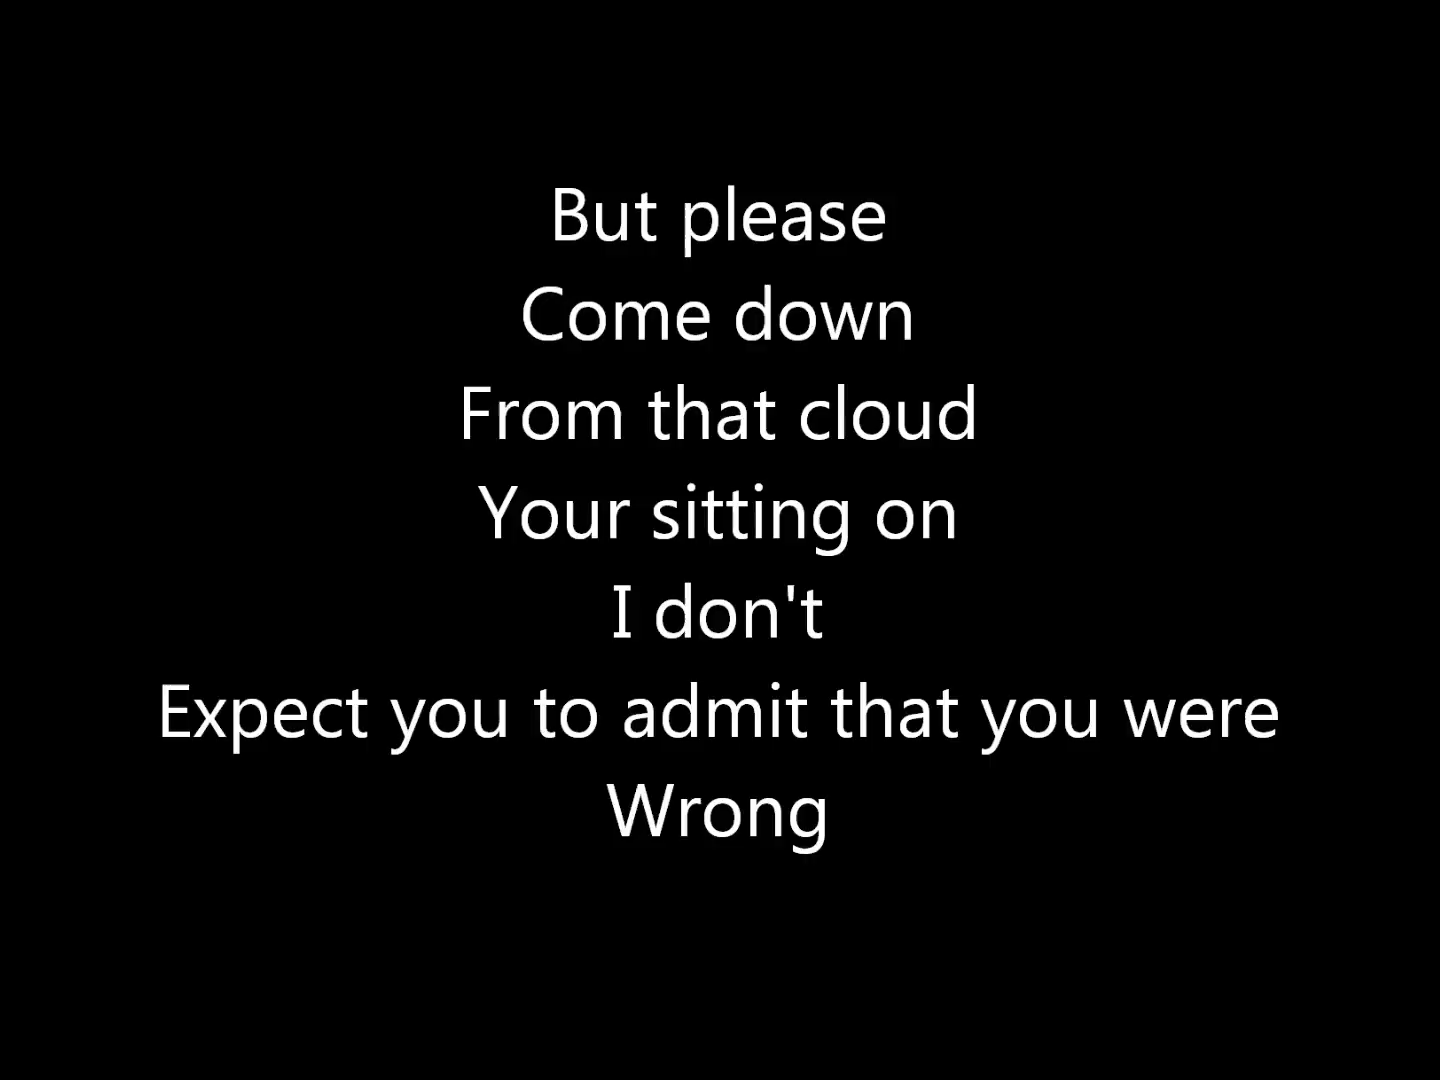 But please
Come down
From that cloud
Your sitting on
I don't
Expect you to admit that you were
Wrong